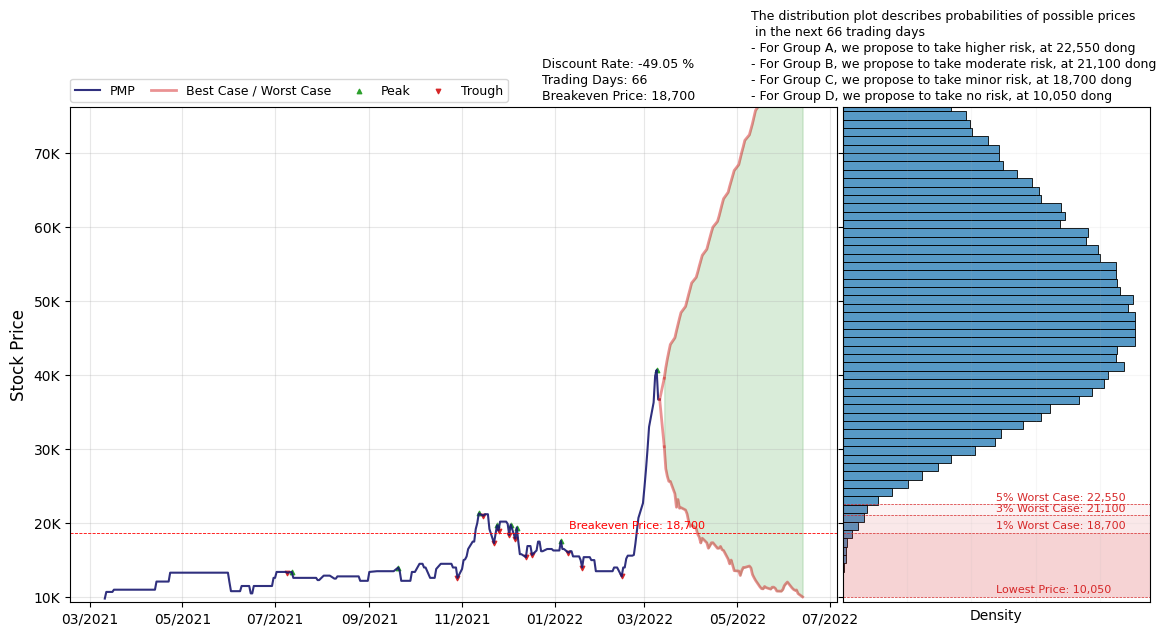 The distribution plot describes probabilities of possible prices
in the next 66 trading days
- For Group A, we propose to take higher risk, at 22,550 dong
- For Group B, we propose to take moderate risk, at 21,100 dong
- For Group C, we propose to take minor risk, at 18,700 dong
- For Group D, we propose to take no risk, at 10,050 dong
Discount Rate: -49.05 %
Trading Days: 66
Breakeven Price: 18,700
PMP
Best Case / Worst Case
Peak
Trough
Stock Price
70K
60K
50K
40K
30K
20K
10K
Breakeven Price: 18,700
03/2021
05/2021
07/2021
09/2021
11/2021
01/2022
03/2022
05/2022
07/2022
5% Worst Case: 22,550
3% Worst Case: 21,100
1% Worst Case: 18,700
Lowest Price: 10,050
Density